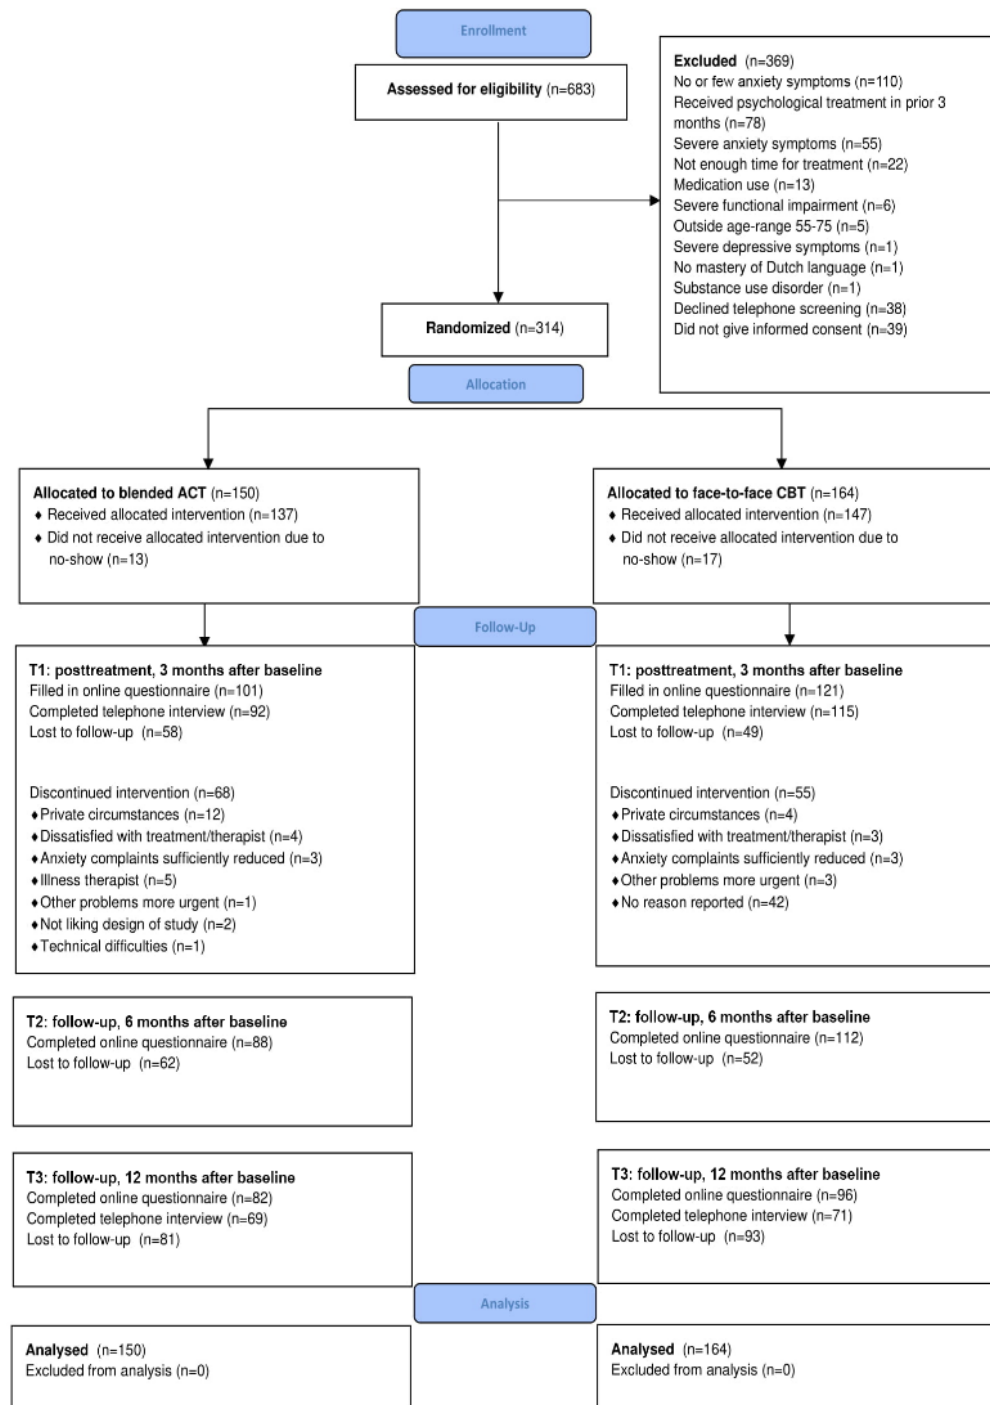 Enrollment
Assessed for eligibility (n=683)
Excluded (n=369)
No or few anxiety symptoms (n=110)
Received psychological treatment in prior 3
months (n=78)
Severe anxiety symptoms (n=55)
Not enough time for treatment (n=22)
Medication use (n=13)
Severe functional impairment (n=6)
Outside age-range 55-75 (n=5)
Severe depressive symptoms (n=1)
No mastery of Dutch language (n=1)
Substance use disorder (n=1)
Declined telephone screening (n=38)
Did not give informed consent (n=39)
Randomized (n=314)
Allocation
Allocated to blended ACT (n=150)
♦ Received allocated intervention (n=137)
♦ Did not receive allocated intervention due to
no-show (n=13)
Allocated to face-to-face CBT (n=164)
♦ Received allocated intervention (n=147)
♦ Did not receive allocated intervention due to
no-show (n=17)
Follow-Up
T1: posttreatment, 3 months after baseline
Filled in online questionnaire (n=101)
Completed telephone interview (n=92)
Lost to follow-up (n=58)
Discontinued intervention (n=68)
♦Private circumstances (n=12)
♦Dissatisfied with treatment/therapist (n=4)
♦Anxiety complaints sufficiently reduced (n=3)
♦Illness therapist (n=5)
♦Other problems more urgent (n=1)
♦Not liking design of study (n=2)
♦Technical difficulties (n=1)
T1: posttreatment, 3 months after baseline
Filled in online questionnaire (n=121)
Completed telephone interview (n=115)
Lost to follow-up (n=49)
Discontinued intervention (n=55)
♦Private circumstances (n=4)
♦Dissatisfied with treatment/therapist (n=3)
♦Anxiety complaints sufficiently reduced (n=3)
♦Other problems more urgent (n=3)
♦No reason reported (n=42)
T2: follow-up, 6 months after baseline
Completed online questionnaire (n=88)
Lost to follow-up (n=62)
T2: follow-up, 6 months after baseline
Completed online questionnaire (n=112)
Lost to follow-up (n=52)
T3: follow-up, 12 months after baseline
Completed online questionnaire (n=82)
Completed telephone interview (n=69)
Lost to follow-up (n=81)
T3: follow-up, 12 months after baseline
Completed online questionnaire (n=96)
Completed telephone interview (n=71)
Lost to follow-up (n=93)
Analysis
Analysed (n=150)
Excluded from analysis (n=0)
Analysed (n=164)
Excluded from analysis (n=0)